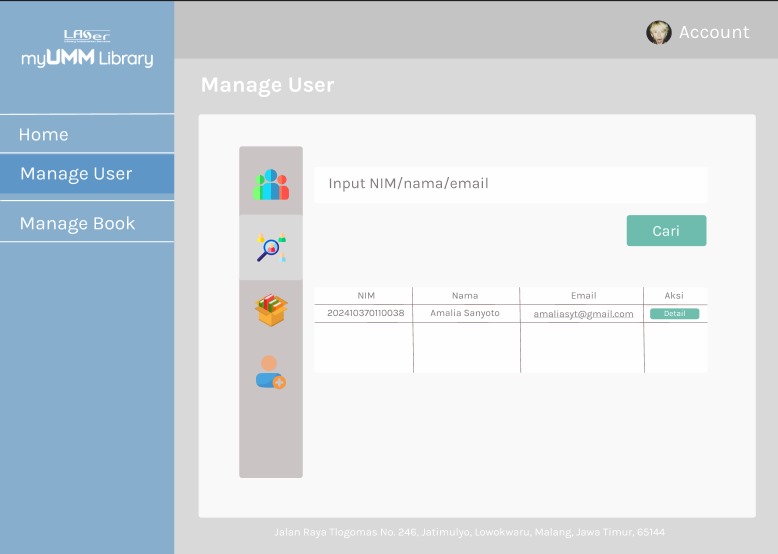 LASer
myUMM Library
Account
Manage User
Home
Manage User
Manage Book
Input NIM/nama/email
Cari
NIM Nama Email Aksi
202410370110038 Amalia Sanyoto amaliasyt@gmail.com Detail
Jalan Raya Tlogomas No. 246, Jatimulyo, Lowokwaru, Malang, Jawa Timur, 65144